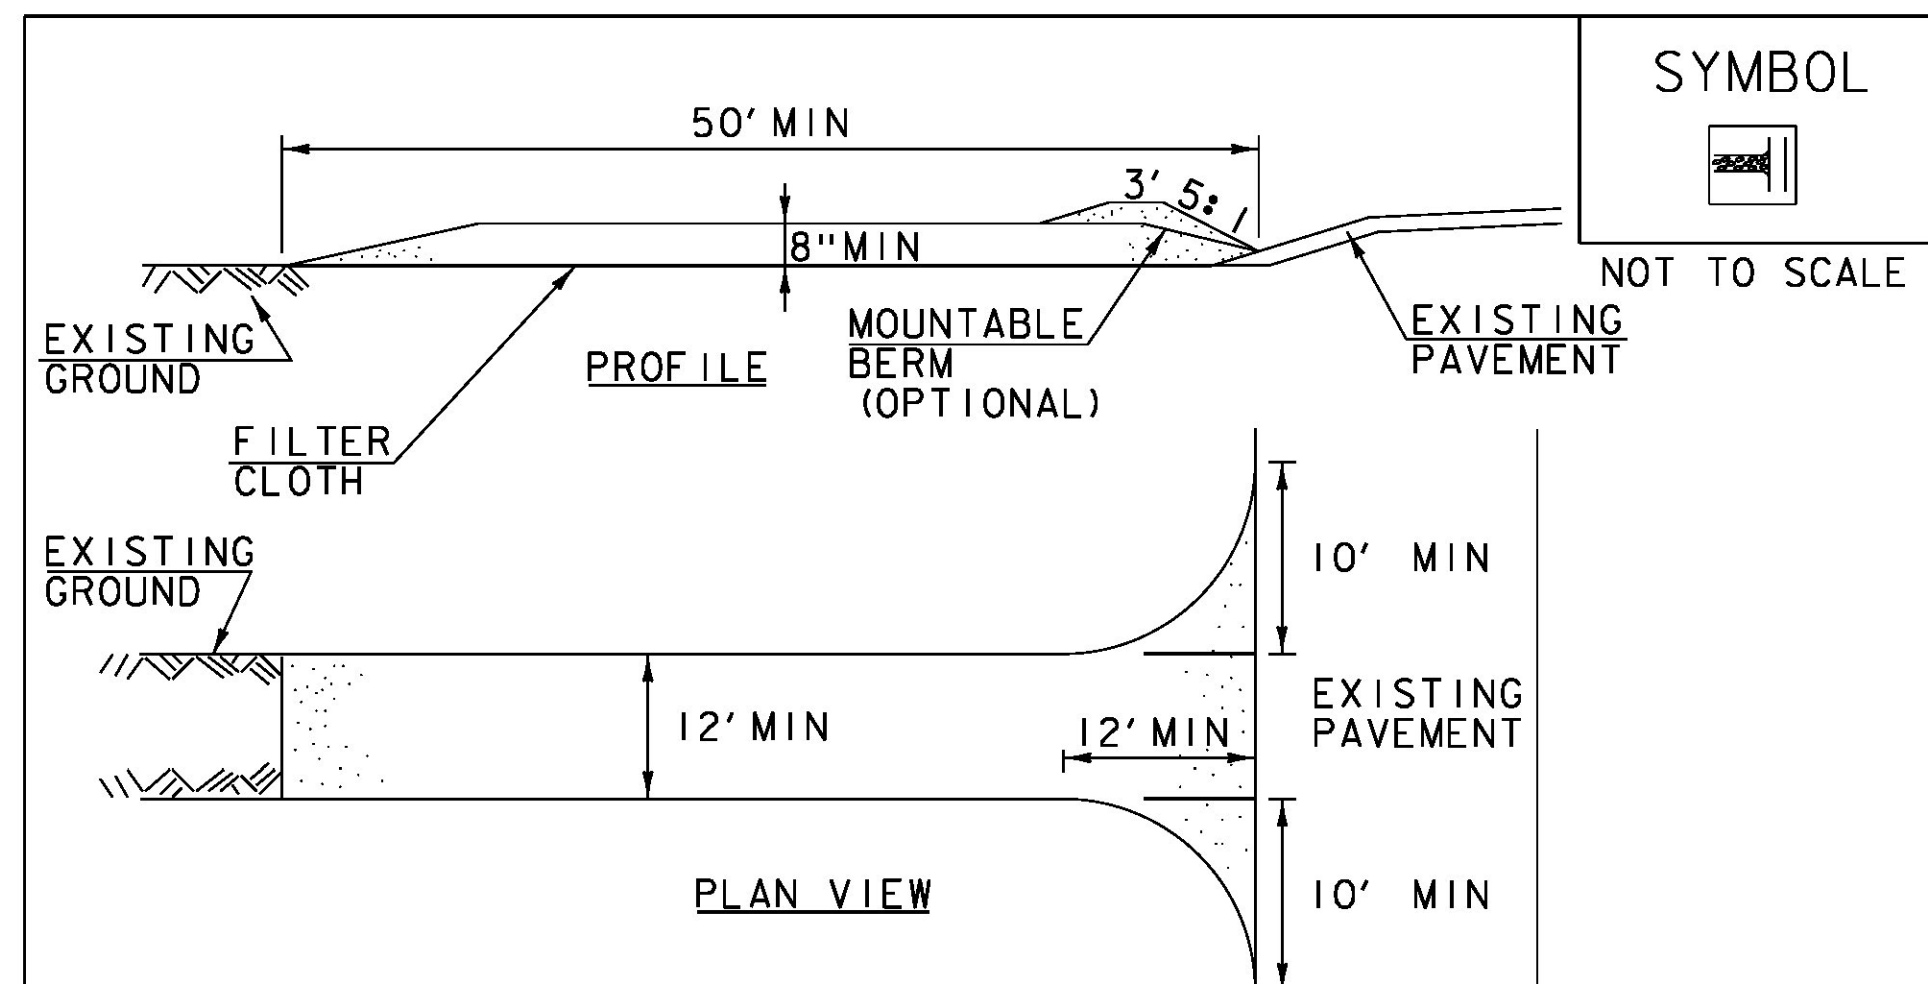 SYMBOL
50' MIN
3' 5:1
8" MIN
NOT TO SCALE
EXISTING
GROUND
PROFILE
MOUNTABLE
BERM
(OPTIONAL)
EXISTING
PAVEMENT
FILTER
CLOTH
EXISTING
GROUND
10' MIN
12' MIN
12' MIN
EXISTING
PAVEMENT
PLAN VIEW
10' MIN